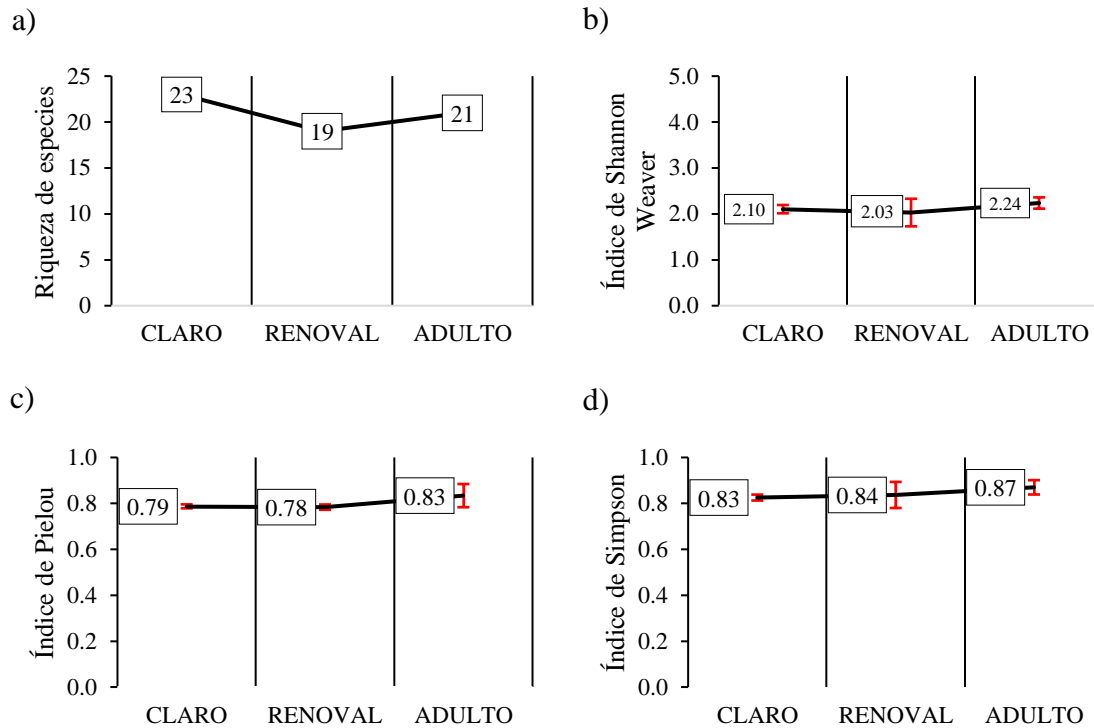 a)
Riqueza de especies
25
20
15
10
5
0
23
19
21
CLARO RENOVAL ADULTO
b)
Índice de Shannon
Weaver
5.0
4.0
3.0
2.0
1.0
0.0
2.10
2.03
2.24
CLARO RENOVAL ADULTO
c)
Índice de Pielou
1.0
0.8
0.6
0.4
0.2
0.0
0.79
0.78
0.83
CLARO RENOVAL ADULTO
d)
Índice de Simpson
1.0
0.8
0.6
0.4
0.2
0.0
0.83
0.84
0.87
CLARO RENOVAL ADULTO